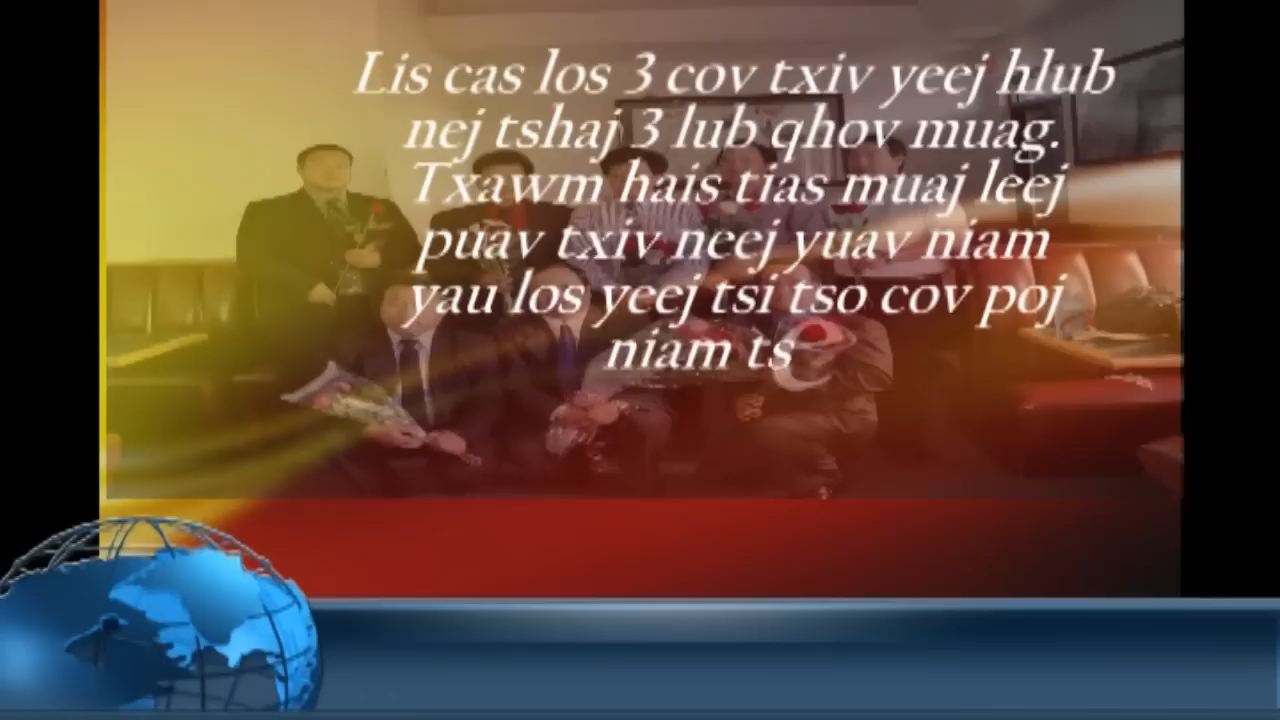 Lis cas los 3 cov txiv yeej hlub
nej tshaj 3 lub qhov muag.
Txawm hais tias muaj leej
puav txiv neej yuav niam
yau los yeej tsi tso cov poj
niam ts